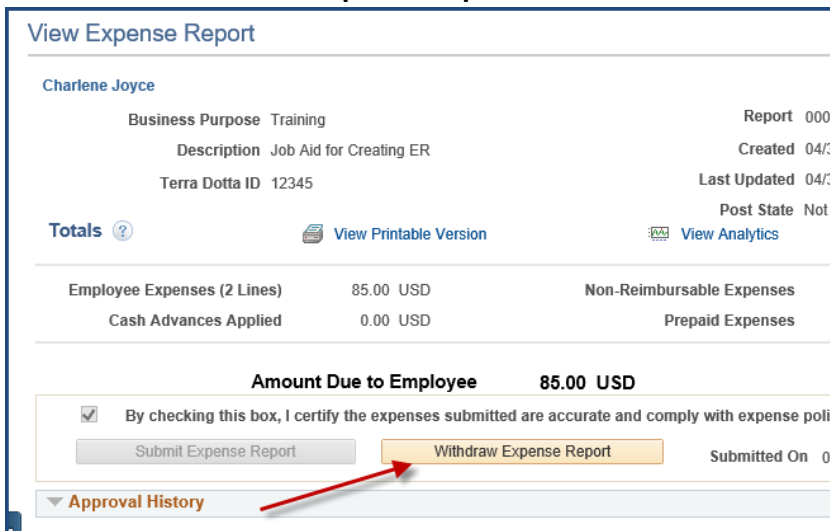 View Expense Report
Charlene Joyce
Business Purpose Training Report 000
Description Job Aid for Creating ER Created 04/3
Terra Dotta ID 12345 Last Updated 04/3
Post State Not
Totals ? View Printable Version View Analytics
Employee Expenses (2 Lines) 85.00 USD Non-Reimbursable Expenses
Cash Advances Applied 0.00 USD Prepaid Expenses
Amount Due to Employee 85.00 USD
By checking this box, I certify the expenses submitted are accurate and comply with expense poli
Submit Expense Report Withdraw Expense Report Submitted On 0
Approval History